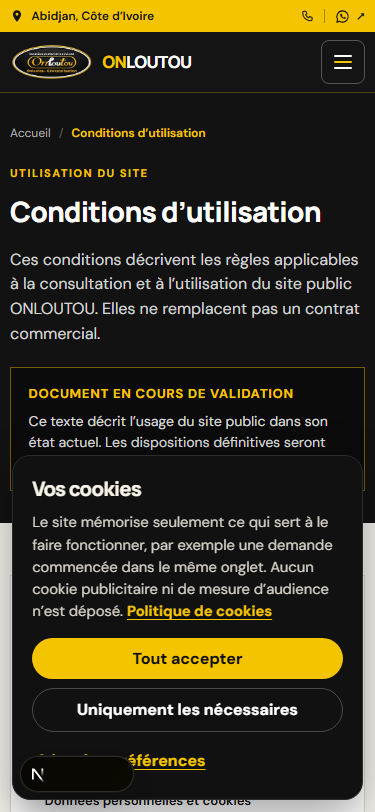 Abidjan, Côte d’Ivoire
Onloutou
ONLOUTOU
Accueil / Conditions d’utilisation
UTILISATION DU SITE
Conditions d’utilisation
Ces conditions décrivent les règles applicables
à la consultation et à l’utilisation du site public
ONLOUTOU. Elles ne remplacent pas un contrat
commercial.
DOCUMENT EN COURS DE VALIDATION
Ce texte décrit l’usage du site public dans son
état actuel. Les dispositions définitives seront
Vos cookies
Le site mémorise seulement ce qui sert à le
faire fonctionner, par exemple une demande
commencée dans le même onglet. Aucun
cookie publicitaire ni de mesure d’audience
n’est déposé. Politique de cookies
Tout accepter
Uniquement les nécessaires
N
Données personnelles et cookies